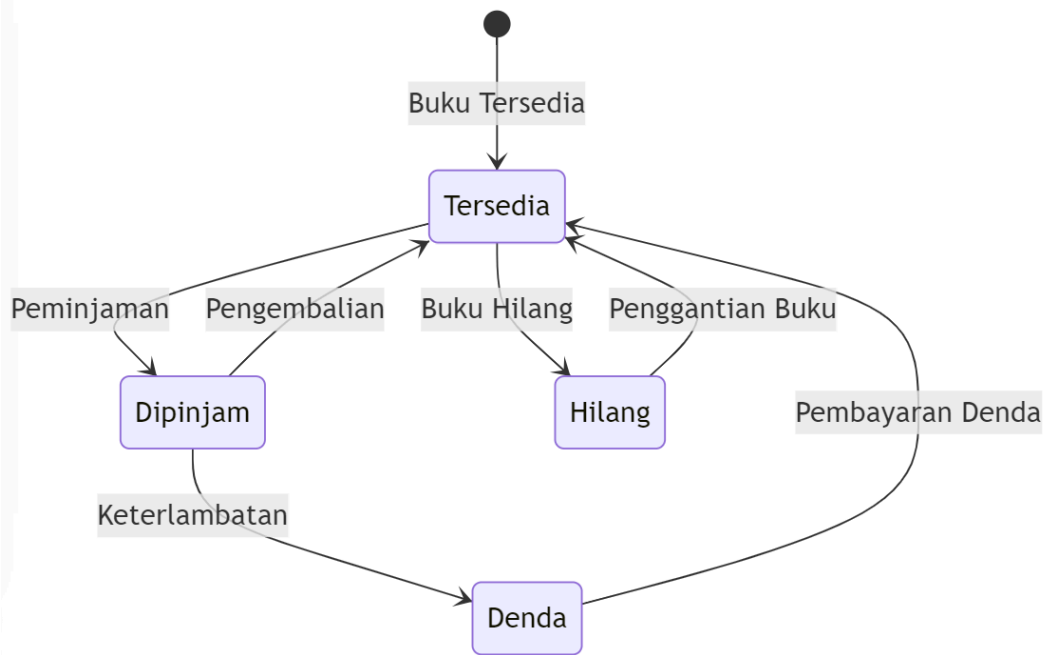 Buku Tersedia
Tersedia
Peminjaman
Pengembalian
Buku Hilang
Penggantian Buku
Dipinjam
Hilang
Pembayaran Denda
Keterlambatan
Denda